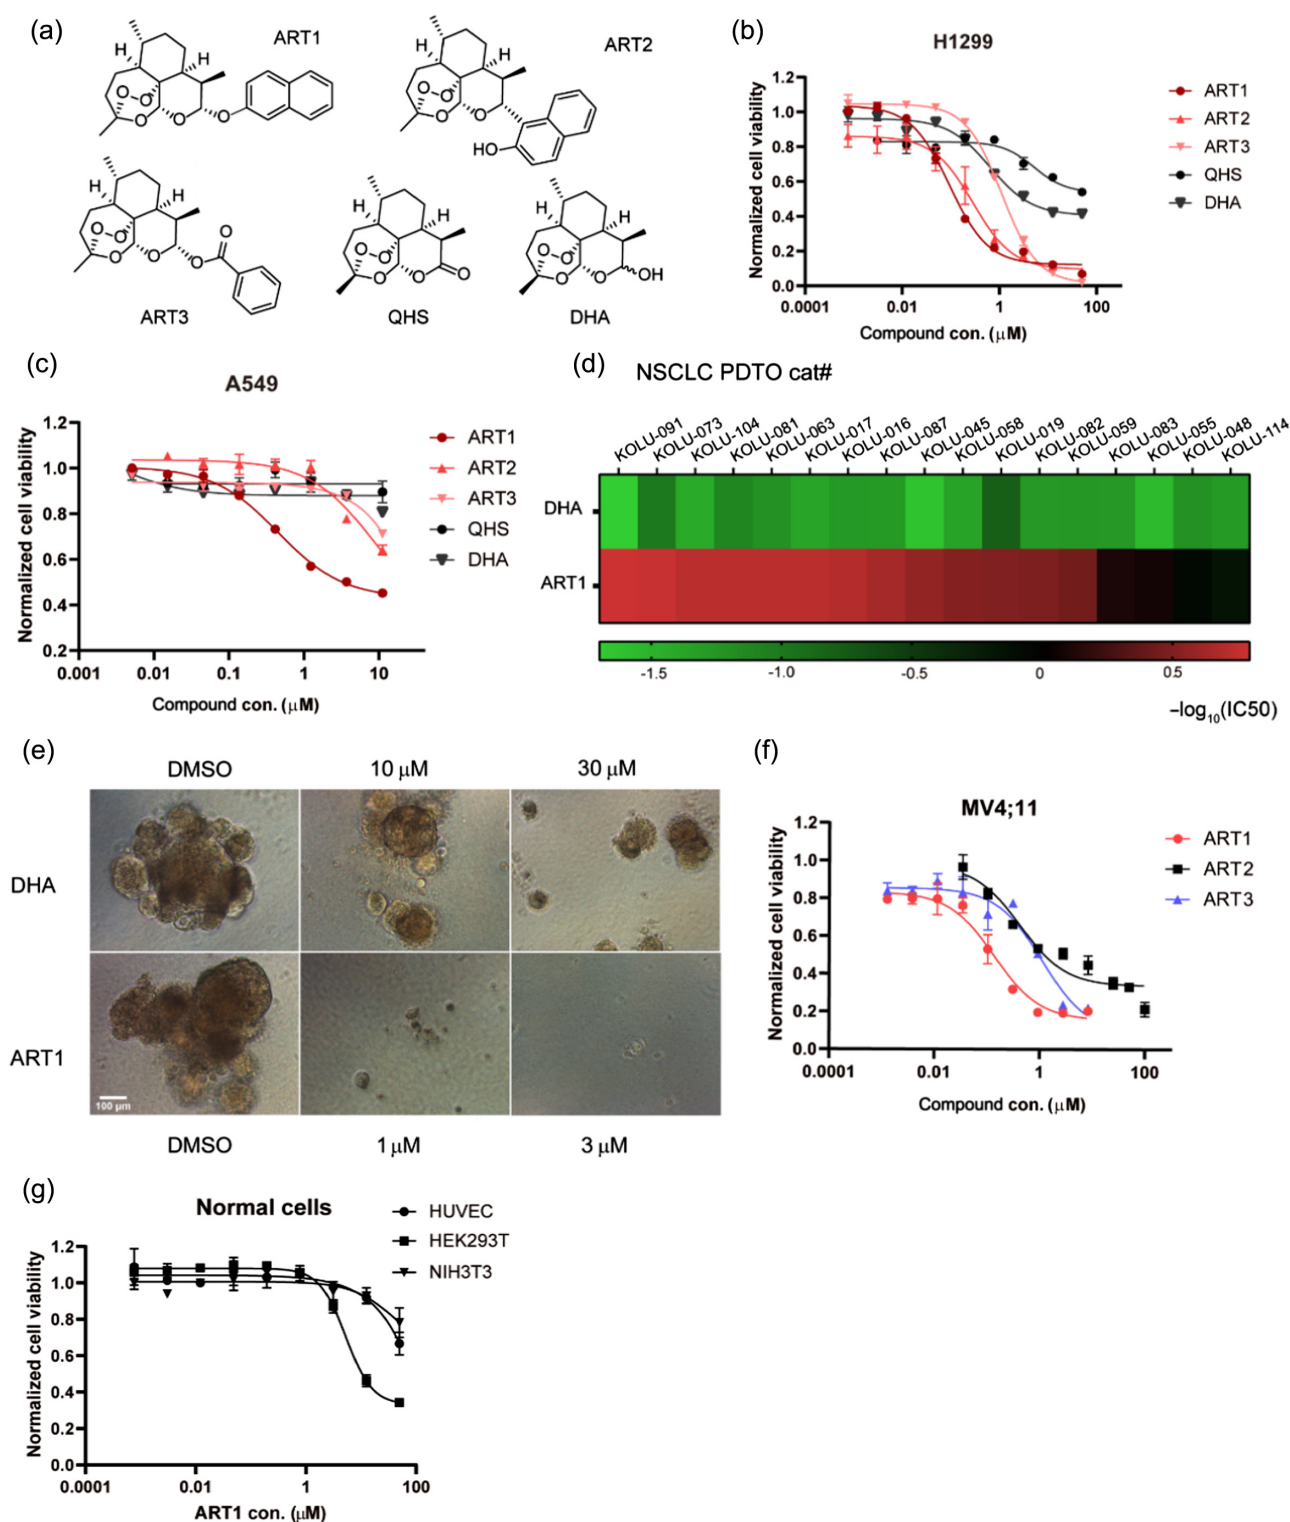 (a)
ART1
ART2
H
H
O
O
O
O
O
H
H
O
O
O
O
HO
H
H
O
O
O
O
O
O
ART3
H
H
O
O
O
O
O
QHS
H
H
O
O
O
O
OH
DHA
(b)
H1299
Normalized cell viability
1.2
1.0
0.8
0.6
0.4
0.2
0.0
0.0001
0.01
1
100
Compound con. (μM)
ART1
ART2
ART3
QHS
DHA
(c)
A549
Normalized cell viability
1.2
1.0
0.8
0.6
0.4
0.2
0.001
0.01
0.1
1
10
Compound con. (μM)
ART1
ART2
ART3
QHS
DHA
(d)
NSCLC PDTO cat#
KOLU-091
KOLU-073
KOLU-104
KOLU-081
KOLU-063
KOLU-017
KOLU-016
KOLU-087
KOLU-045
KOLU-058
KOLU-019
KOLU-082
KOLU-059
KOLU-083
KOLU-055
KOLU-048
KOLU-114
DHA
ART1
-1.5
-1.0
-0.5
0
0.5
–log10(IC50)
(e)
DMSO
10 μM
30 μM
DHA
ART1
100 μm
DMSO
1 μM
3 μM
(f)
MV4;11
Normalized cell viability
1.2
1.0
0.8
0.6
0.4
0.2
0.0
0.0001
0.01
1
100
Compound con. (μM)
ART1
ART2
ART3
(g)
Normal cells
Normalized cell viability
1.2
1.0
0.8
0.6
0.4
0.2
0.0
0.0001
0.01
1
100
ART1 con. (μM)
HUVEC
HEK293T
NIH3T3